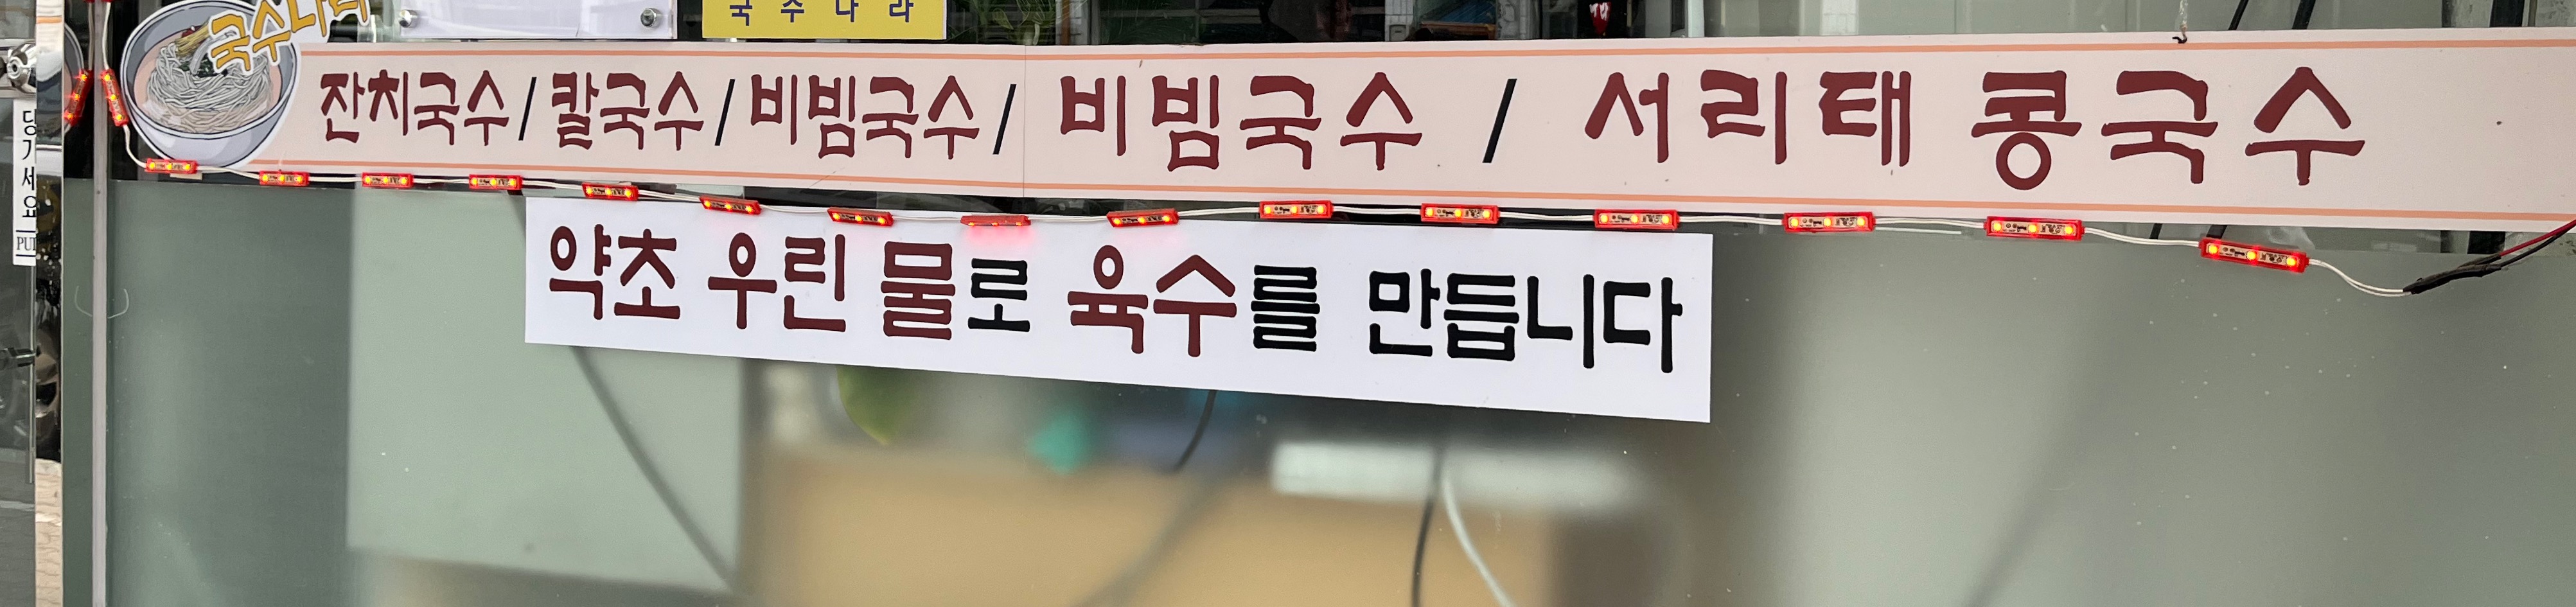 국수나라
국수나라
잔치국수/칼국수/비빔국수/ 비빔국수 / 서리태 콩국수
약초 우린 물로 육수를 만듭니다
당기세요